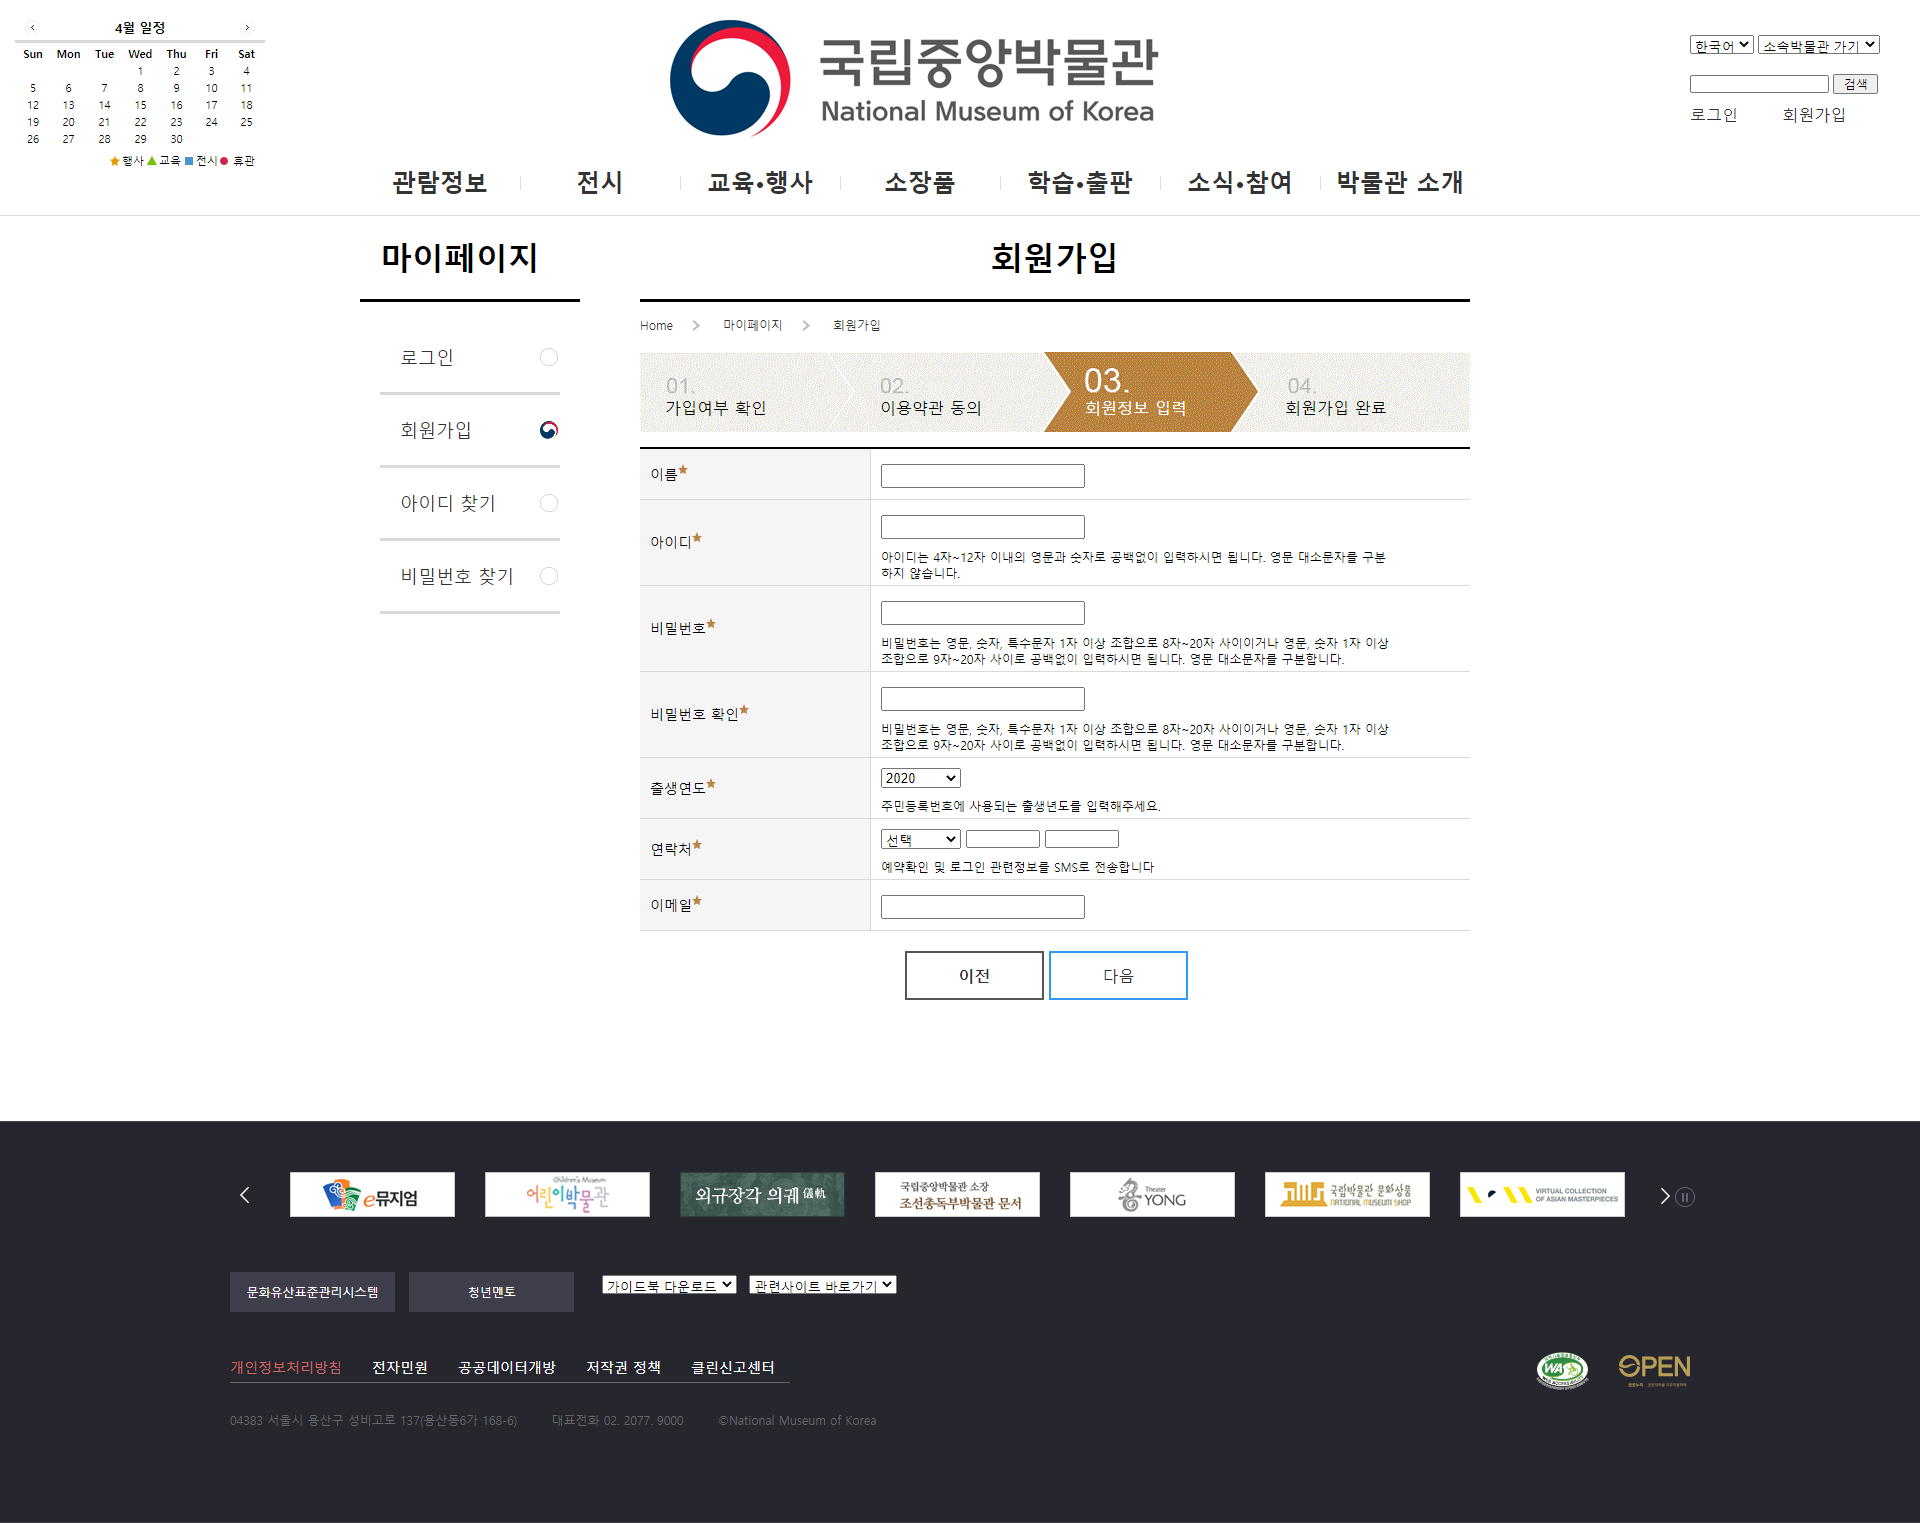 4월 일정
Sun Mon Tue Wed Thu Fri Sat
1 2 3 4
5 6 7 8 9 10 11
12 13 14 15 16 17 18
19 20 21 22 23 24 25
26 27 28 29 30
행사 교육 전시 휴관
국립중앙박물관
National Museum of Korea
한국어 소속박물관 가기
검색
로그인 회원가입
관람정보 전시 교육•행사 소장품 학습•출판 소식•참여 박물관 소개
마이페이지
로그인
회원가입
아이디 찾기
비밀번호 찾기
회원가입
Home 마이페이지 회원가입
01.
가입여부 확인
02.
이용약관 동의
03.
회원정보 입력
04.
회원가입 완료
이름
아이디
아이디는 4자~12자 이내의 영문과 숫자로 공백없이 입력하시면 됩니다. 영문 대소문자를 구분
하지 않습니다.
비밀번호
비밀번호는 영문, 숫자, 특수문자 1자 이상 조합으로 8자~20자 사이이거나 영문, 숫자 1자 이상
조합으로 9자~20자 사이로 공백없이 입력하시면 됩니다. 영문 대소문자를 구분합니다.
비밀번호 확인
비밀번호는 영문, 숫자, 특수문자 1자 이상 조합으로 8자~20자 사이이거나 영문, 숫자 1자 이상
조합으로 9자~20자 사이로 공백없이 입력하시면 됩니다. 영문 대소문자를 구분합니다.
출생연도
2020
주민등록번호에 사용되는 출생년도를 입력해주세요.
연락처
선택
예약확인 및 로그인 관련정보를 SMS로 전송합니다
이메일
이전 다음
e뮤지엄
Children's Museum
어린이박물관
외규장각 의궤 儀軌
국립중앙박물관 소장
조선총독부박물관 문서
Theater
YONG
국립박물관 문화상품
NATIONAL MUSEUM SHOP
VIRTUAL COLLECTION
OF ASIAN MASTERPIECES
문화유산표준관리시스템 청년멘토 가이드북 다운로드 관련사이트 바로가기
개인정보처리방침 전자민원 공공데이터개방 저작권 정책 클린신고센터
WA
OPEN
04383 서울시 용산구 성비고로 137(용산동6가 168-6) 대표전화 02. 2077. 9000 ©National Museum of Korea